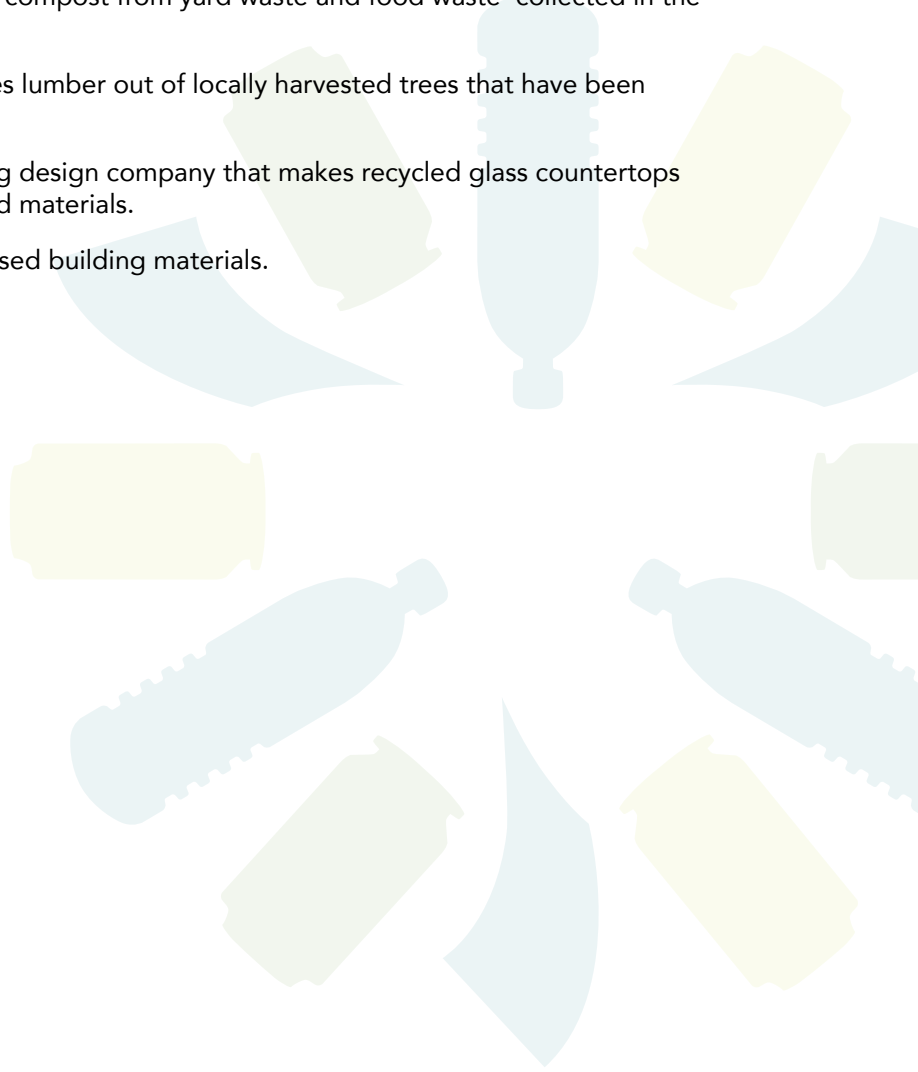 compost from yard waste and food waste collected in the
es lumber out of locally harvested trees that have been
g design company that makes recycled glass countertops
d materials.
sed building materials.